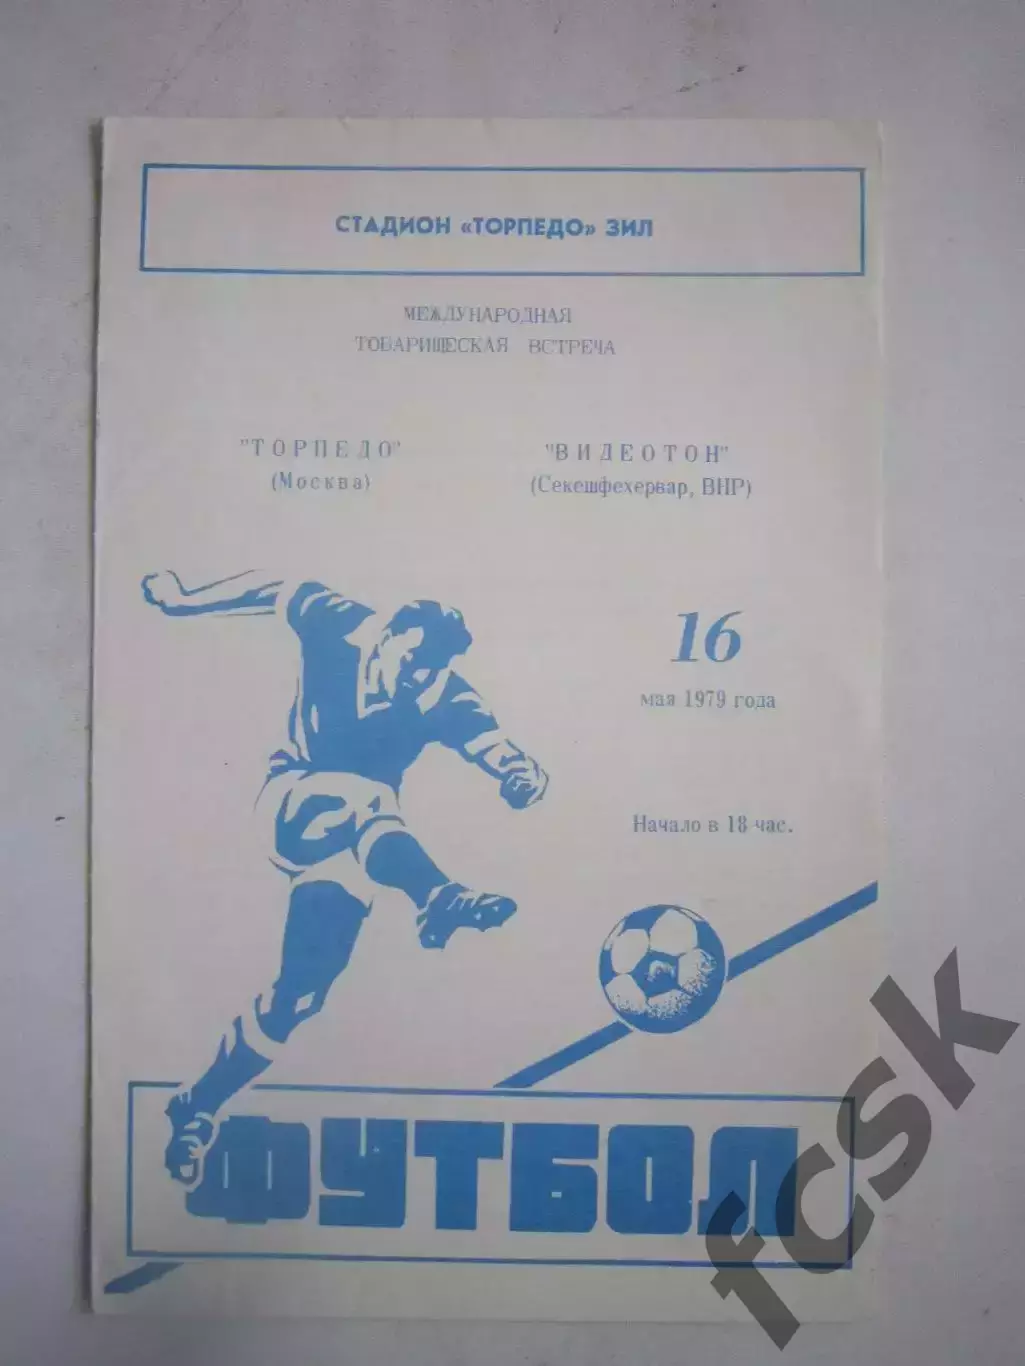 СТАДИОН «ТОРПЕДО» ЗИЛ
МЕЖДУНАРОДНАЯ
ТОВАРИЩЕСКАЯ ВСТРЕЧА
"ТОРПЕДО" "ВИДЕОТОН"
(Москва) (Секешфехервар, ВНР)
16
мая 1979 года
Начало в 18 час.
ФУТБОЛ
fcsk